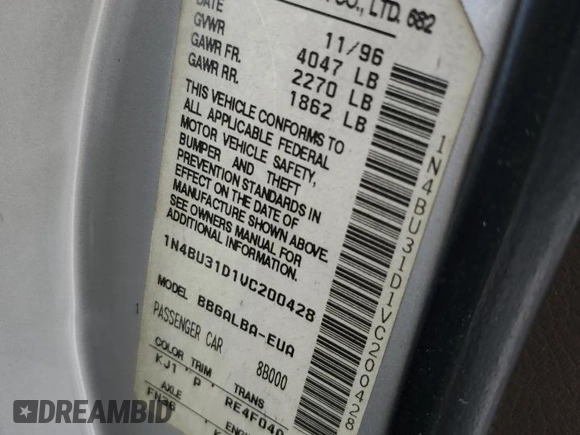 CO., LTD. 682
DATE 11/96
GVWR 4047 LB
GAWR FR. 2270 LB
GAWR RR. 1862 LB
THIS VEHICLE CONFORMS TO
ALL APPLICABLE FEDERAL
MOTOR VEHICLE SAFETY,
BUMPER AND THEFT
PREVENTION STANDARDS IN
EFFECT ON THE DATE OF
MANUFACTURE SHOWN ABOVE.
SEE OWNERS MANUAL FOR
ADDITIONAL INFORMATION.
1N4BU31D1VC200428
MODEL BBGALBA-EUA
PASSENGER CAR 8B000
COLOR TRIM TRANS
KJ1 P RE4F04A
AXLE
1N4BU31D1VC200428
DREAMBID